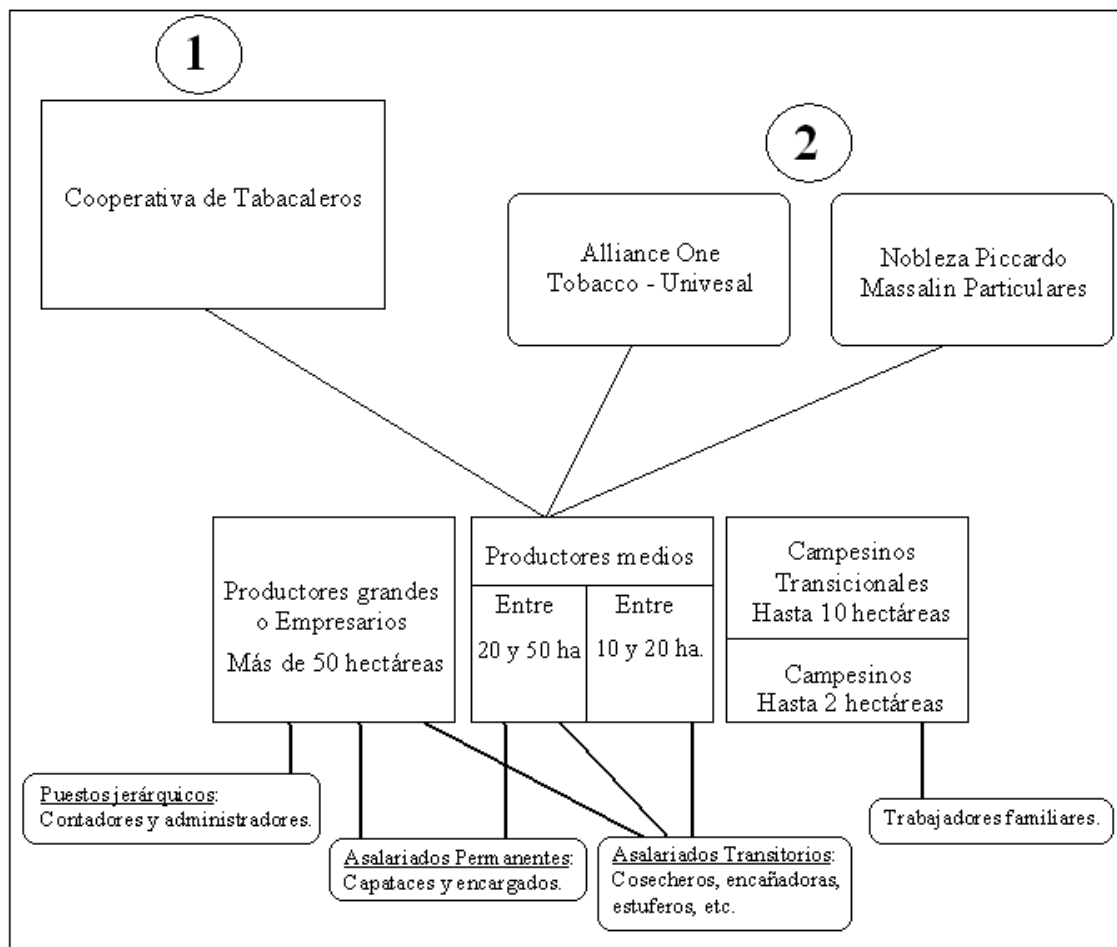 1
Cooperativa de Tabacaleros
2
Alliance One
Tobacco - Univesal
Nobleza Piccardo
Massalin Particulares
Productores grandes
o Empresarios
Más de 50 hectáreas
Productores medios
Entre
20 y 50 ha
Entre
10 y 20 ha.
Campesinos
Transicionales
Hasta 10 hectáreas
Campesinos
Hasta 2 hectáreas
Puestos jerárquicos:
Contadores y administradores.
Asalariados Permanentes:
Capataces y encargados.
Asalariados Transitorios:
Cosecheros, encañadoras,
estuferos, etc.
Trabajadores familiares.